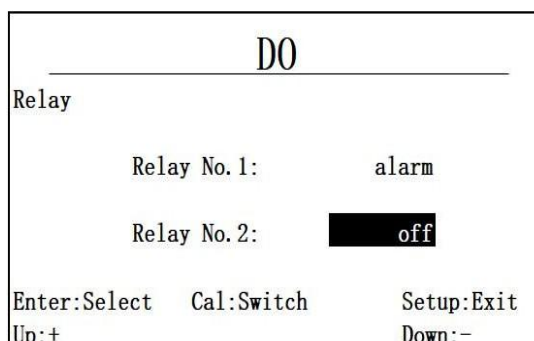 DO
Relay
Relay No.1: alarm
Relay No.2: off
Enter:Select Cal:Switch Setup:Exit
Up:+ Down:-